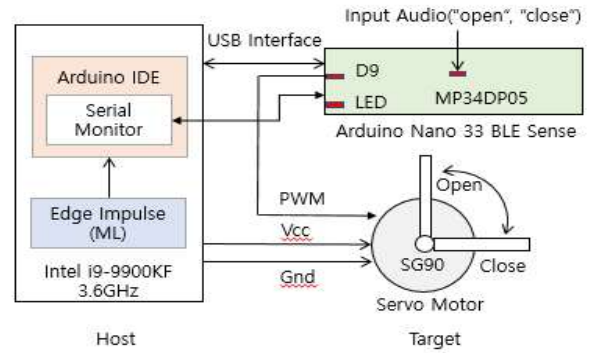 Input Audio("open", "close")
USB Interface
Arduino IDE
Serial
Monitor
D9
LED
MP34DP05
Arduino Nano 33 BLE Sense
Edge Impulse
(ML)
PWM
Vcc
Gnd
Open
SG90
Close
Intel i9-9900KF
3.6GHz
Servo Motor
Host
Target